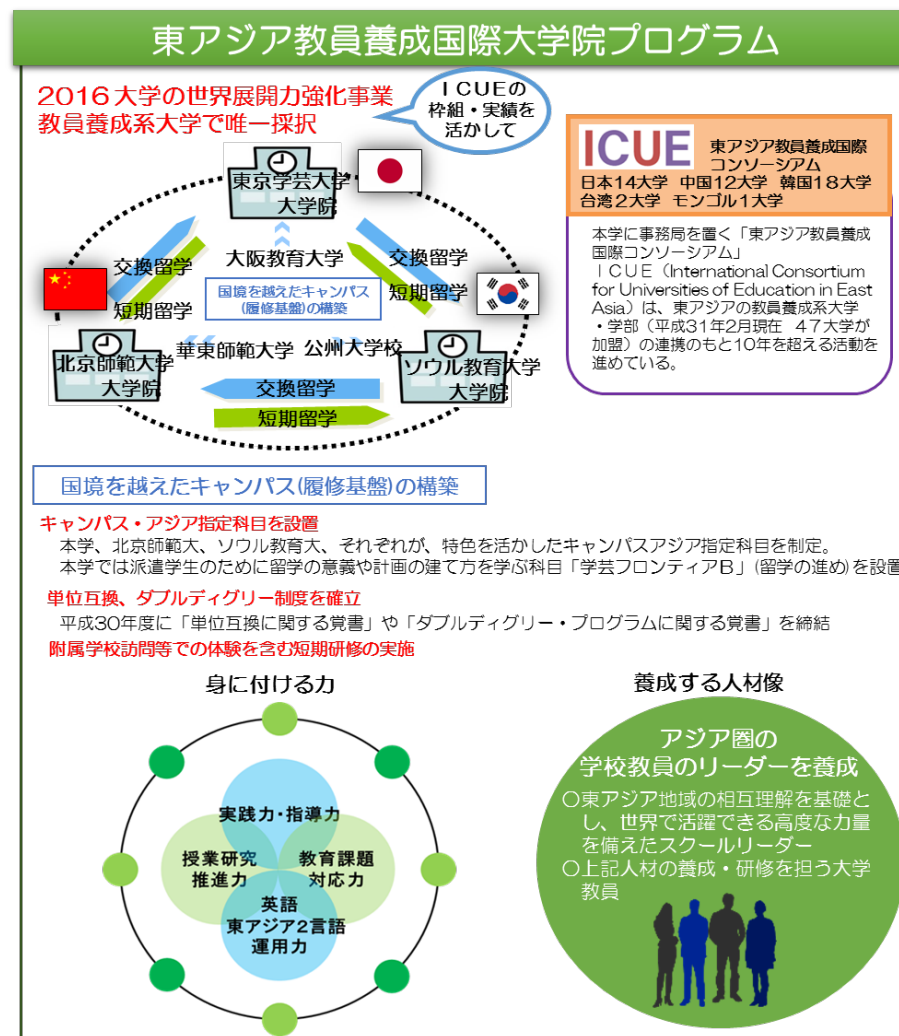 東アジア教員養成国際大学院プログラム
2016大学の世界展開力強化事業
教員養成系大学で唯一採択
ICUEの
枠組・実績を
活かして
東京学芸大学
大学院
交換留学
短期留学
大阪教育大学
交換留学
短期留学
国境を越えたキャンパス
(履修基盤)の構築
華東師範大学
公州大学校
北京師範大学
大学院
ソウル教育大学
大学院
交換留学
短期留学
ICUE
東アジア教員養成国際
コンソーシアム
日本14大学 中国12大学 韓国18大学
台湾2大学 モンゴル1大学
本学に事務局を置く「東アジア教員養成
国際コンソーシアム」
ICUE(International Consortium
for Universities of Education in East
Asia)は、東アジアの教員養成系大学
・学部(平成31年2月現在 47大学が
加盟)の連携のもと10年を超える活動を
進めている。
国境を越えたキャンパス(履修基盤)の構築
キャンパス・アジア指定科目を設置
本学、北京師範大、ソウル教育大、それぞれが、特色を活かしたキャンパスアジア指定科目を制定。
本学では派遣学生のために留学の意義や計画の建て方を学ぶ科目「学芸フロンティアB」(留学の進め)を設置
単位互換、ダブルディグリー制度を確立
平成30年度に「単位互換に関する覚書」や「ダブルディグリー・プログラムに関する覚書」を締結
附属学校訪問等での体験を含む短期研修の実施
身に付ける力
実践力・指導力
授業研究
推進力
教育課題
対応力
英語
東アジア2言語
運用力
養成する人材像
アジア圏の
学校教員のリーダーを養成
○東アジア地域の相互理解を基礎と
し、世界で活躍できる高度な力量
を備えたスクールリーダー
○上記人材の養成・研修を担う大学
教員